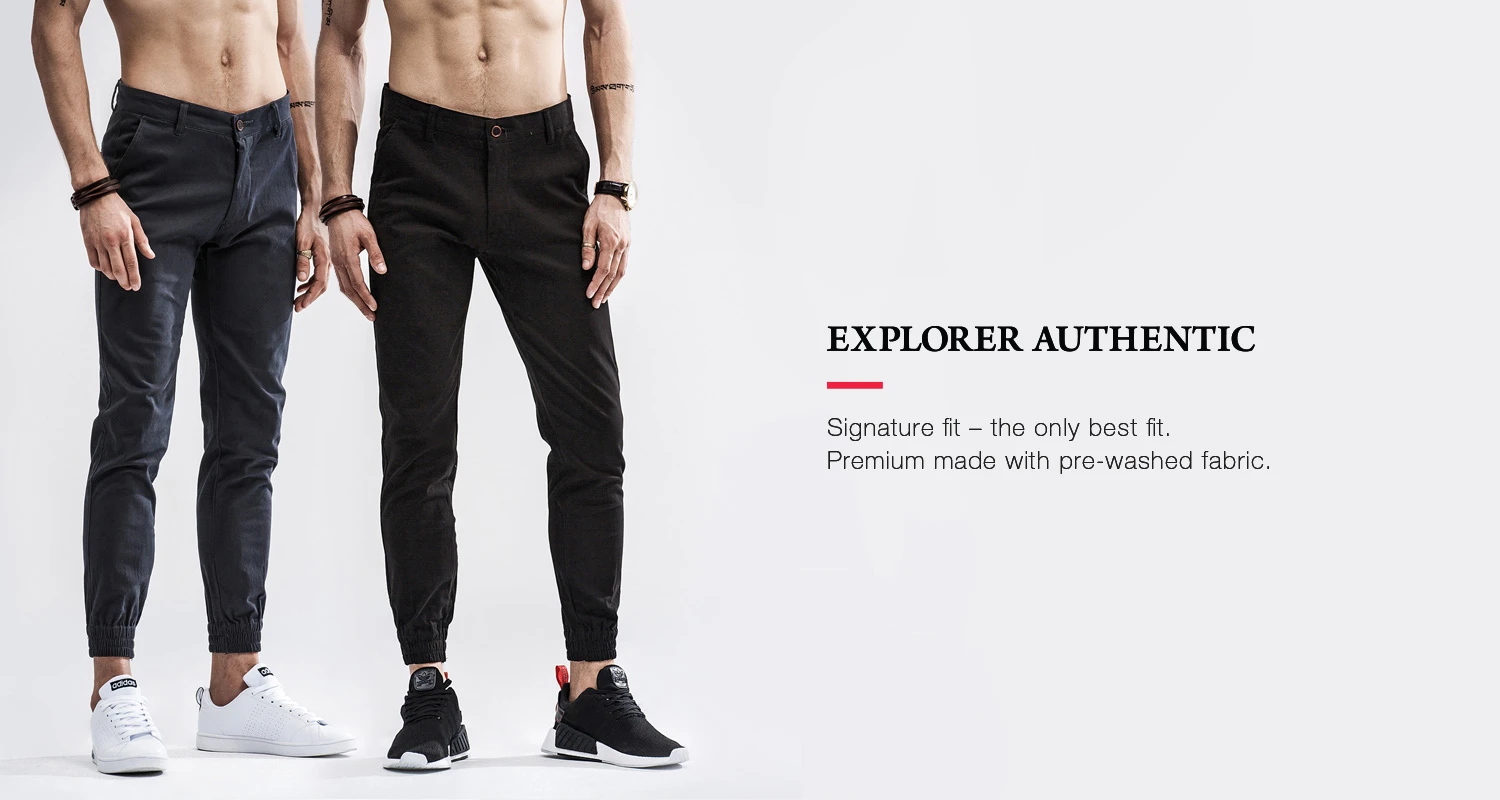 EXPLORER AUTHENTIC
Signature fit – the only best fit.
Premium made with pre-washed fabric.
adidas